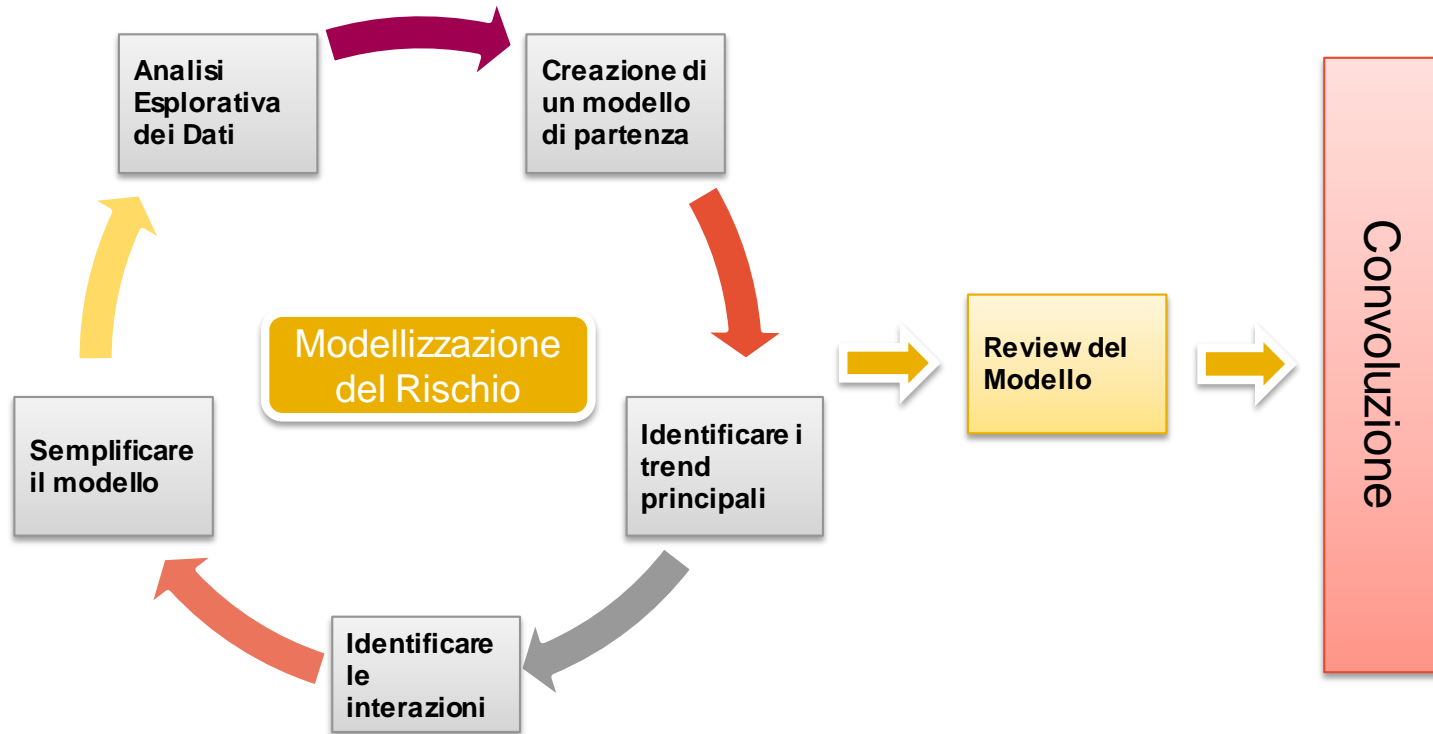 Analisi
Esplorativa
dei Dati
Creazione di
un modello
di partenza
Modellizzazione
del Rischio
Identificare i
trend
principali
Identificare
le
interazioni
Semplificare
il modello
Review del
Modello
Convoluzione